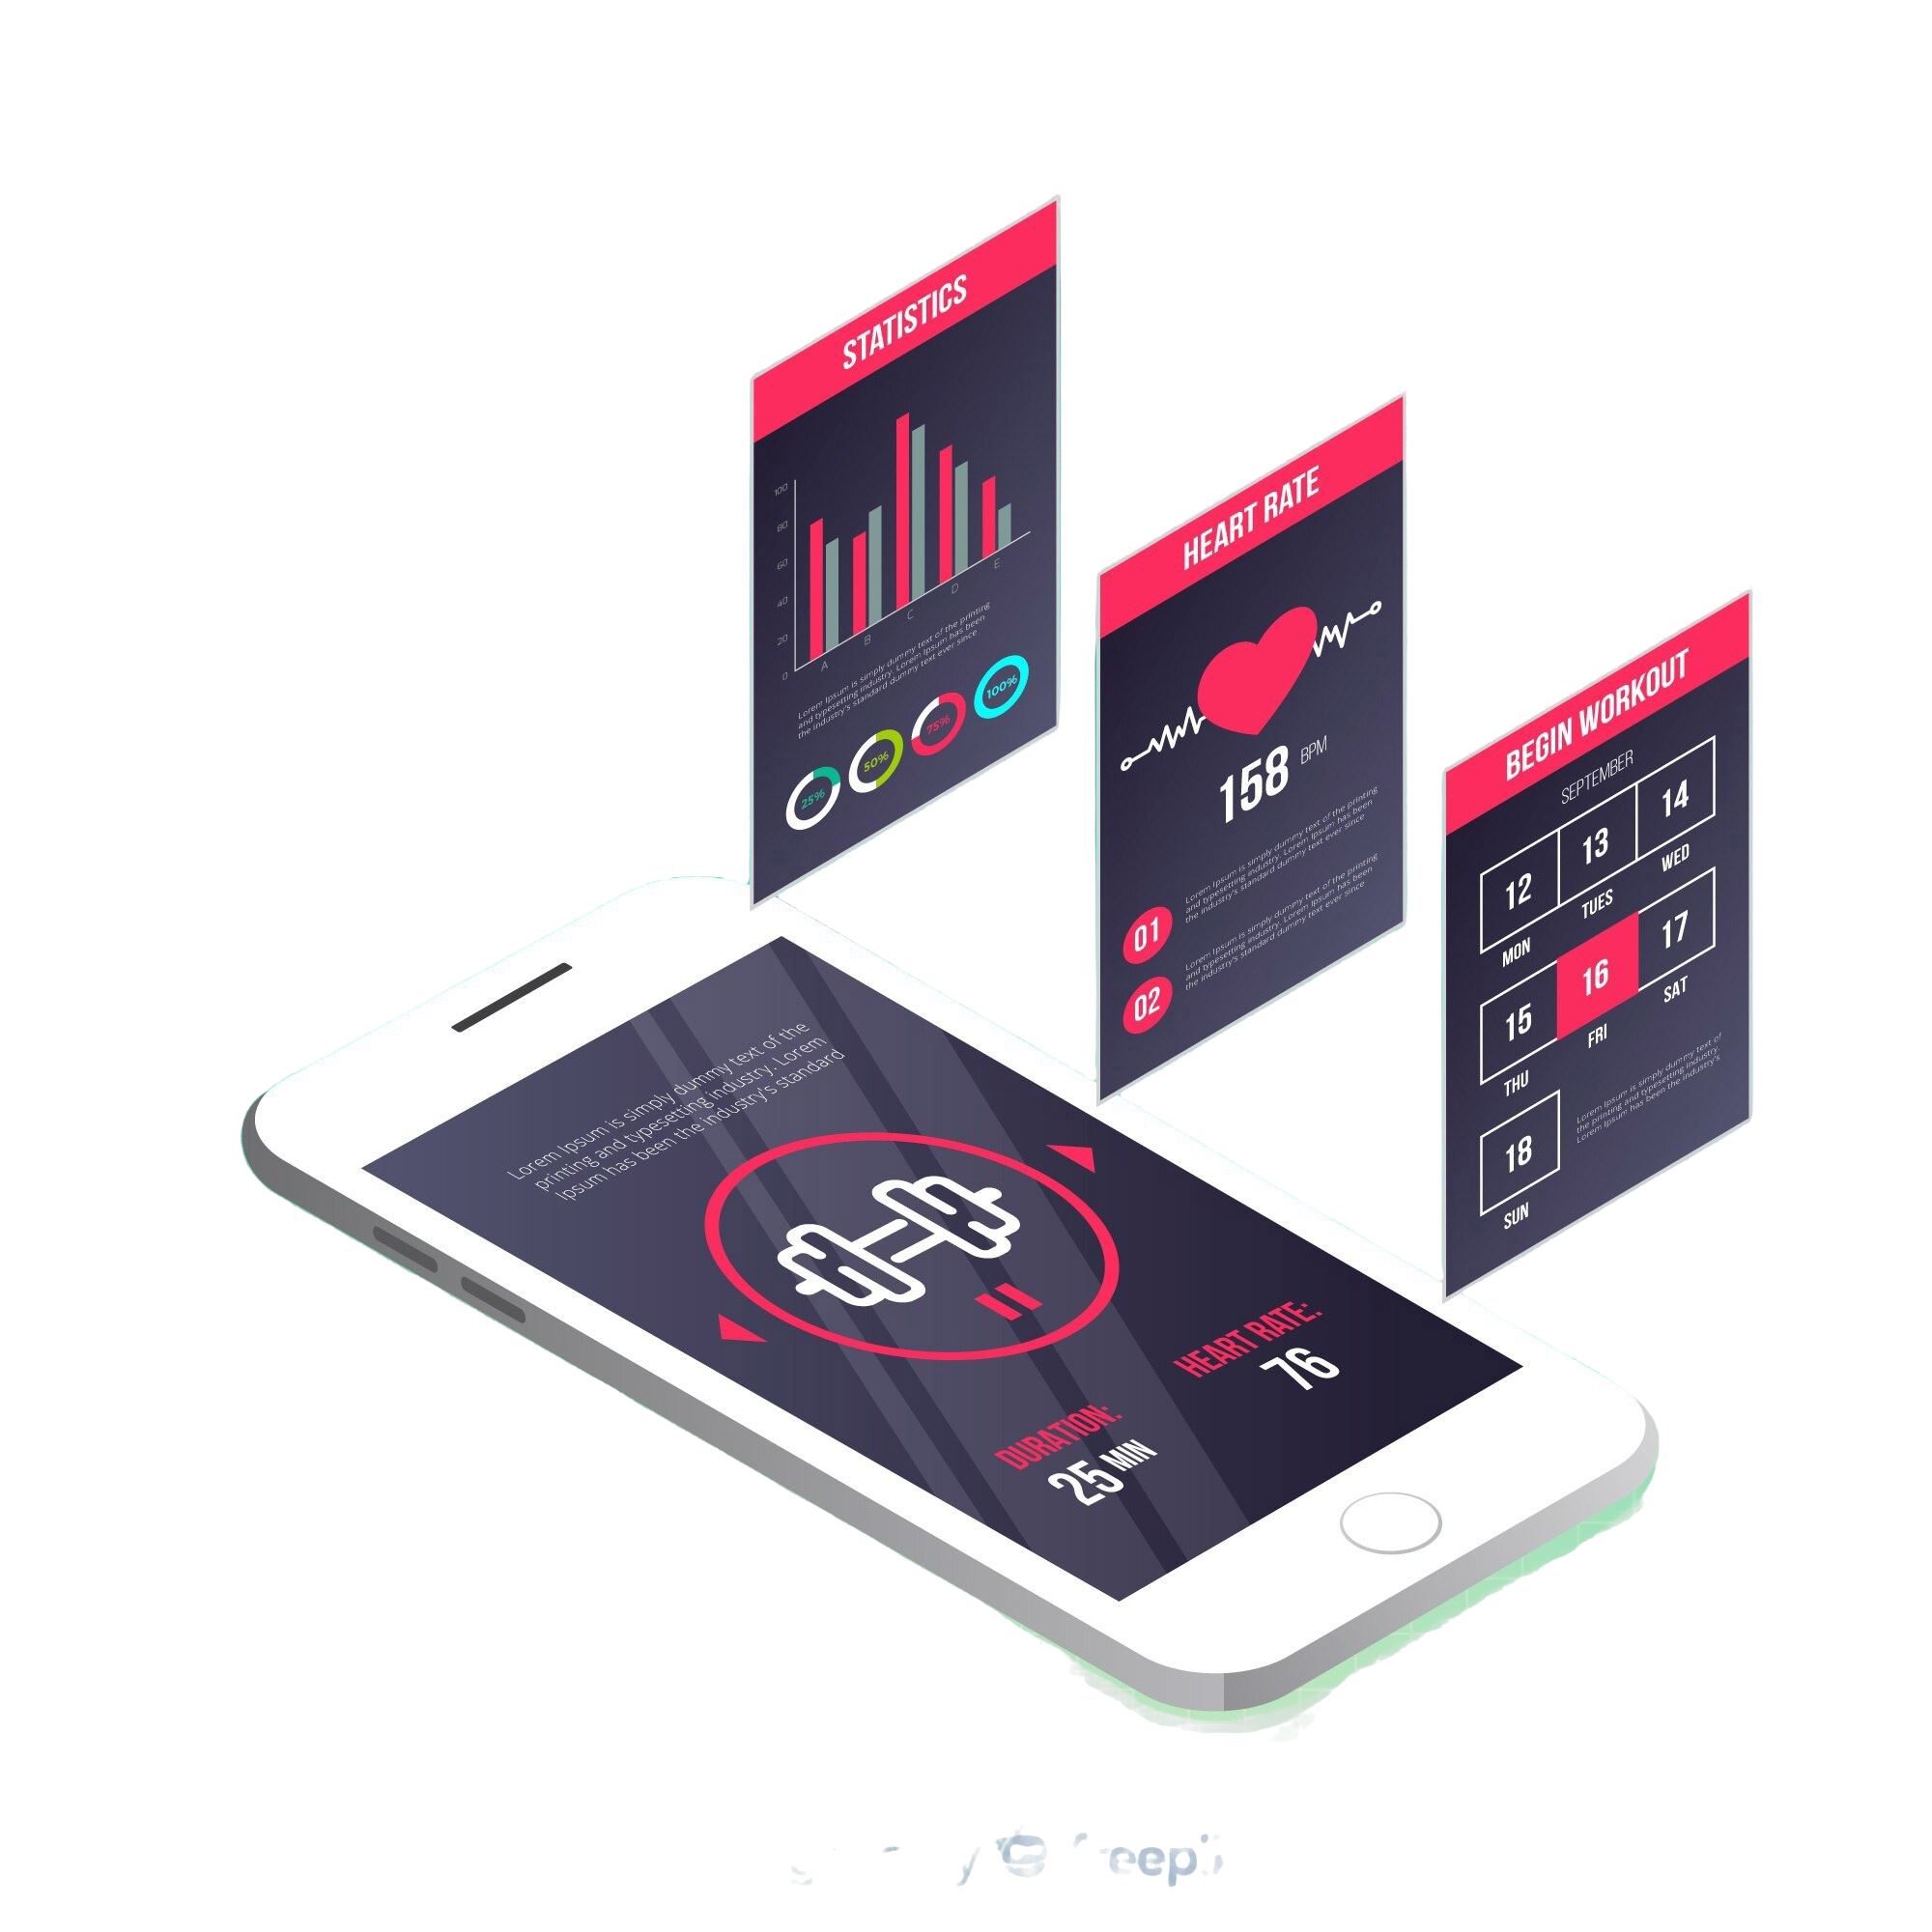 STATISTICS
100
80
60
40
20
0
A
B
C
D
E
Lorem Ipsum is simply dummy text of the printing
and typesetting industry. Lorem Ipsum has been
the industry's standard dummy text ever since
25%
50%
75%
100%
HEART RATE
158 BPM
Lorem Ipsum is simply dummy text of the printing
and typesetting industry. Lorem Ipsum has been
the industry's standard dummy text ever since
01
Lorem Ipsum is simply dummy text of the printing
and typesetting industry. Lorem Ipsum has been
the industry's standard dummy text ever since
02
BEGIN WORKOUT
SEPTEMBER
12 13 14
MON TUES WED
15 16 17
THU FRI SAT
18
SUN
Lorem Ipsum is simply dummy text of
the printing and typesetting industry.
Lorem Ipsum has been the industry's
Lorem Ipsum is simply dummy text of the
printing and typesetting industry. Lorem
Ipsum has been the industry's standard
HEART RATE:
76
DURATION:
25 MIN